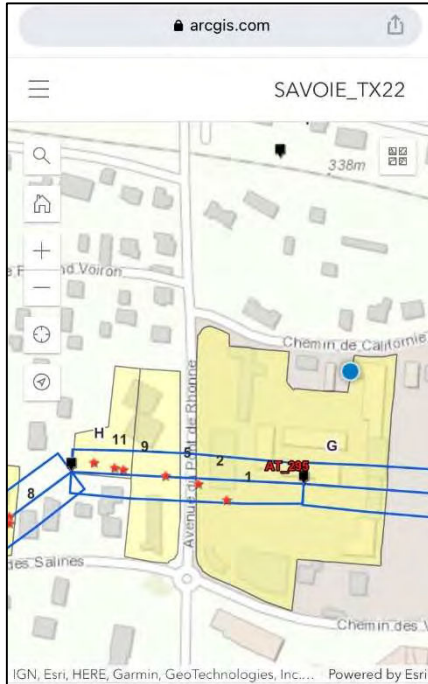 arcgis.com
SAVOIE_TX22
338m
nd Voiron
Chemin de Californie
Avenue du Pont de Rhonne
H
11
9
5
2
1
G
AT_295
8
des Salines
Chemin des V
IGN, Esri, HERE, Garmin, GeoTechnologies, Inc.... Powered by Esri